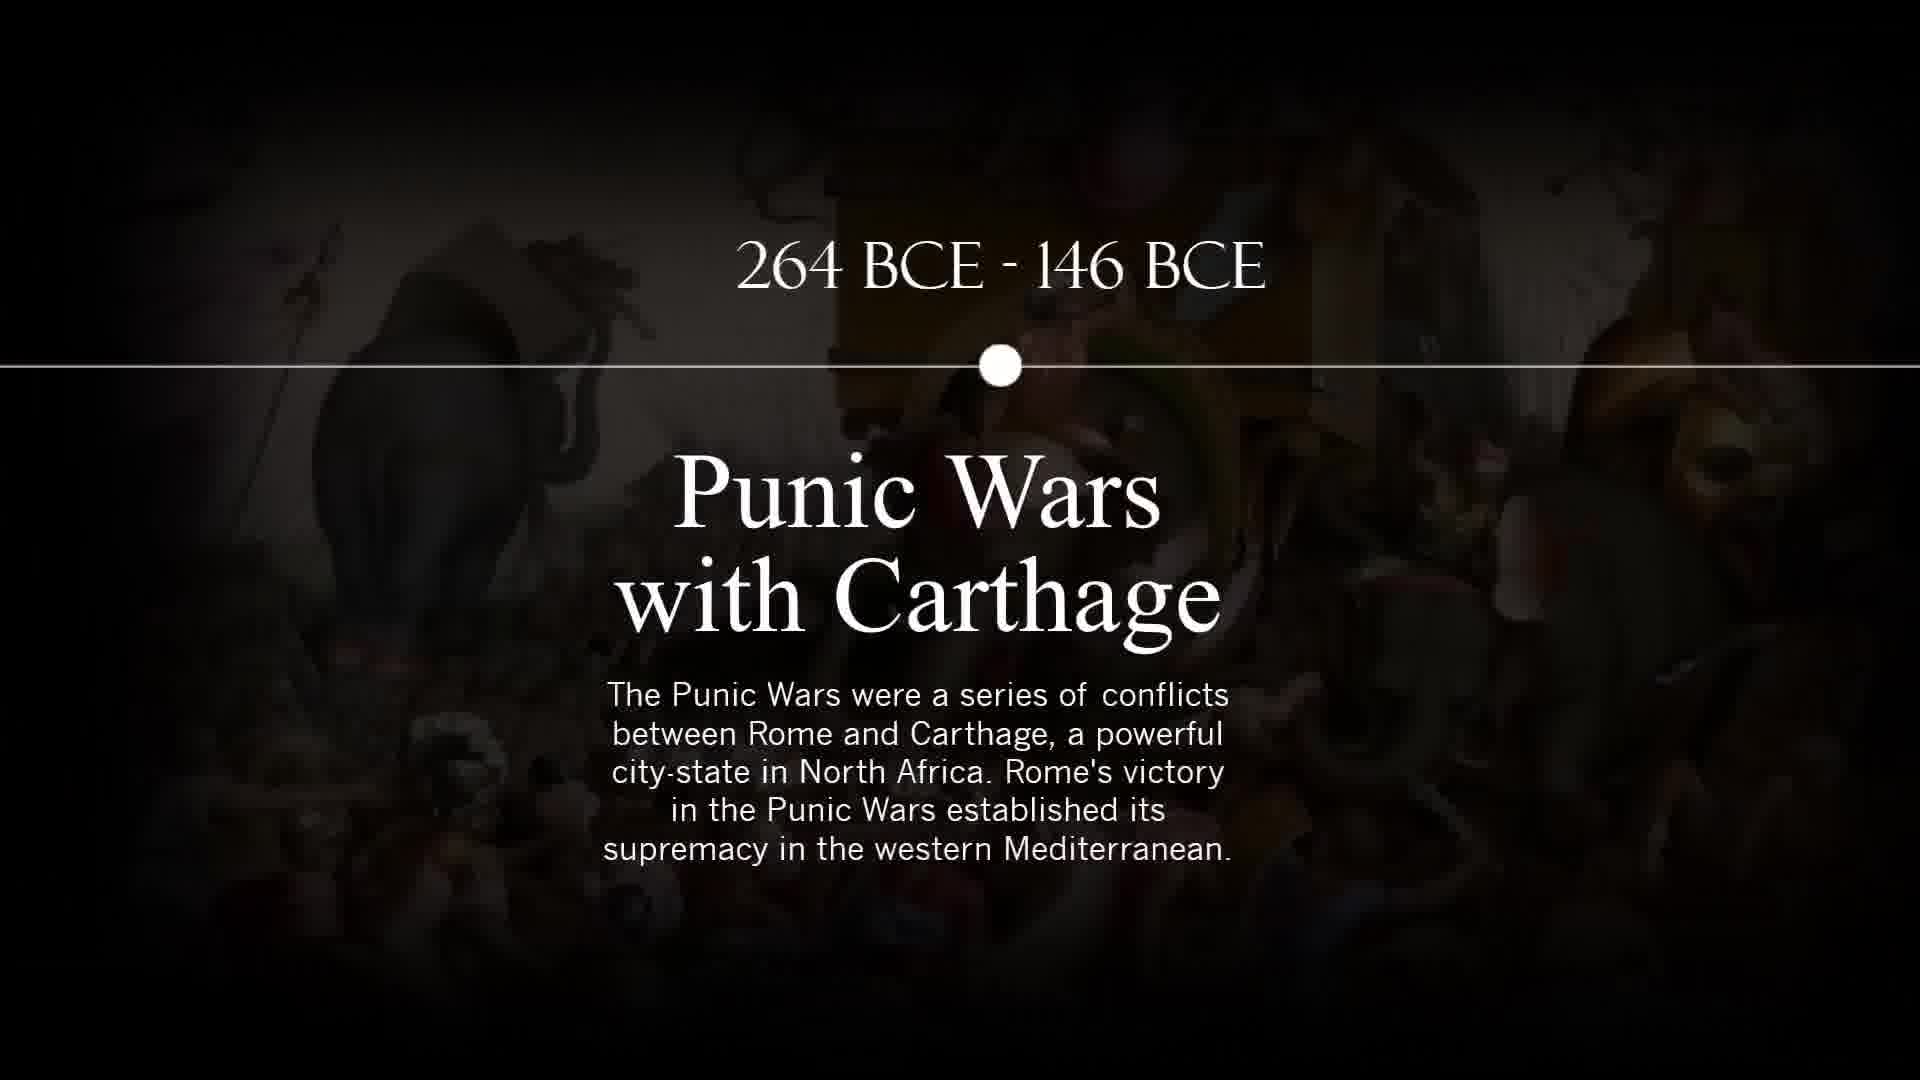 264 BCE - 146 BCE
Punic Wars
with Carthage
The Punic Wars were a series of conflicts
between Rome and Carthage, a powerful
city-state in North Africa. Rome's victory
in the Punic Wars established its
supremacy in the western Mediterranean.